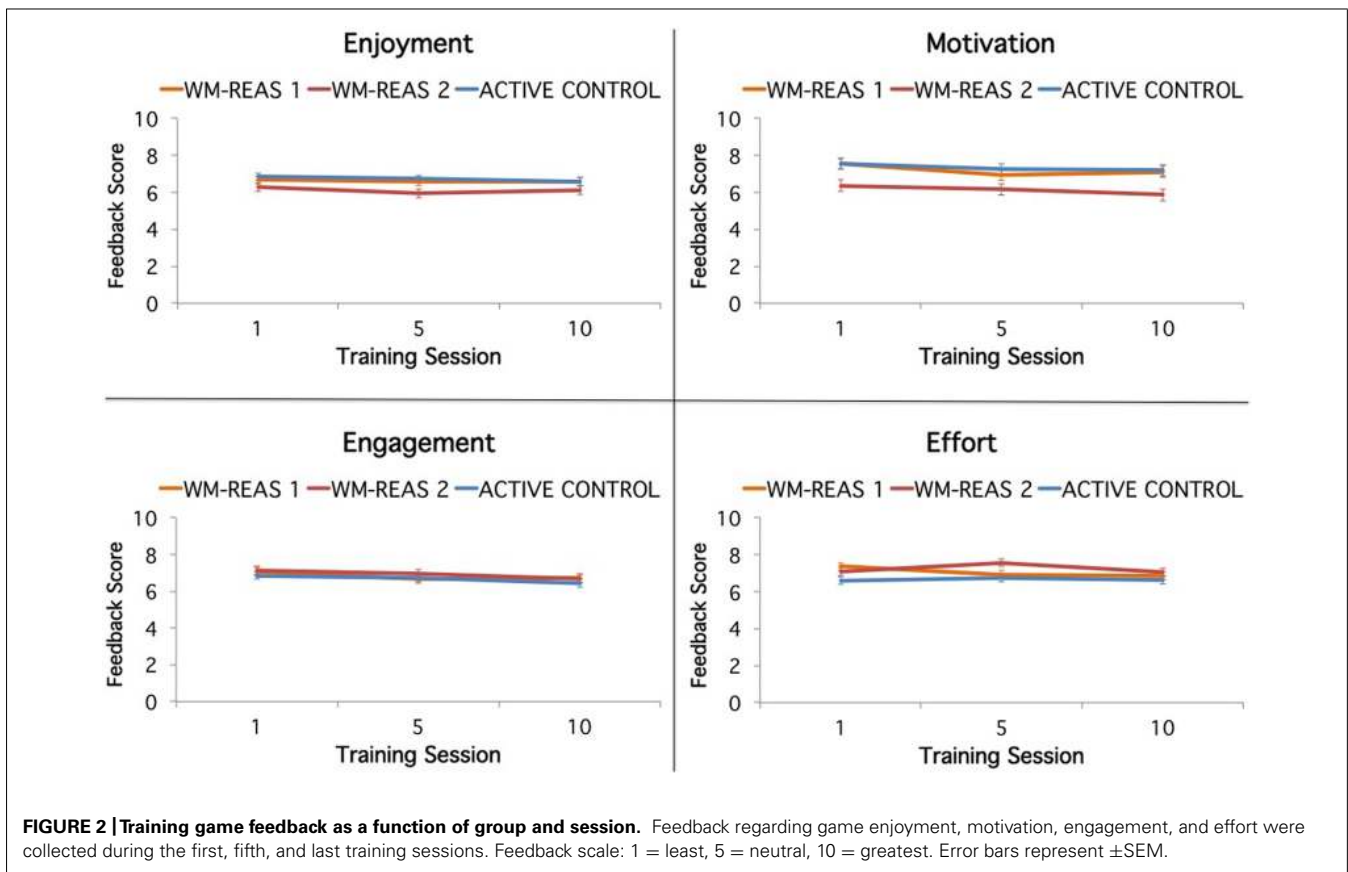 Enjoyment
WM-REAS 1 WM-REAS 2 ACTIVE CONTROL
10
8
6
4
2
0
Feedback Score
1 5 10
Training Session
Motivation
WM-REAS 1 WM-REAS 2 ACTIVE CONTROL
10
8
6
4
2
0
Feedback Score
1 5 10
Training Session
Engagement
WM-REAS 1 WM-REAS 2 ACTIVE CONTROL
10
8
6
4
2
0
Feedback Score
1 5 10
Training Session
Effort
WM-REAS 1 WM-REAS 2 ACTIVE CONTROL
10
8
6
4
2
0
Feedback Score
1 5 10
Training Session
FIGURE 2 | Training game feedback as a function of group and session. Feedback regarding game enjoyment, motivation, engagement, and effort were
collected during the first, fifth, and last training sessions. Feedback scale: 1 = least, 5 = neutral, 10 = greatest. Error bars represent ±SEM.